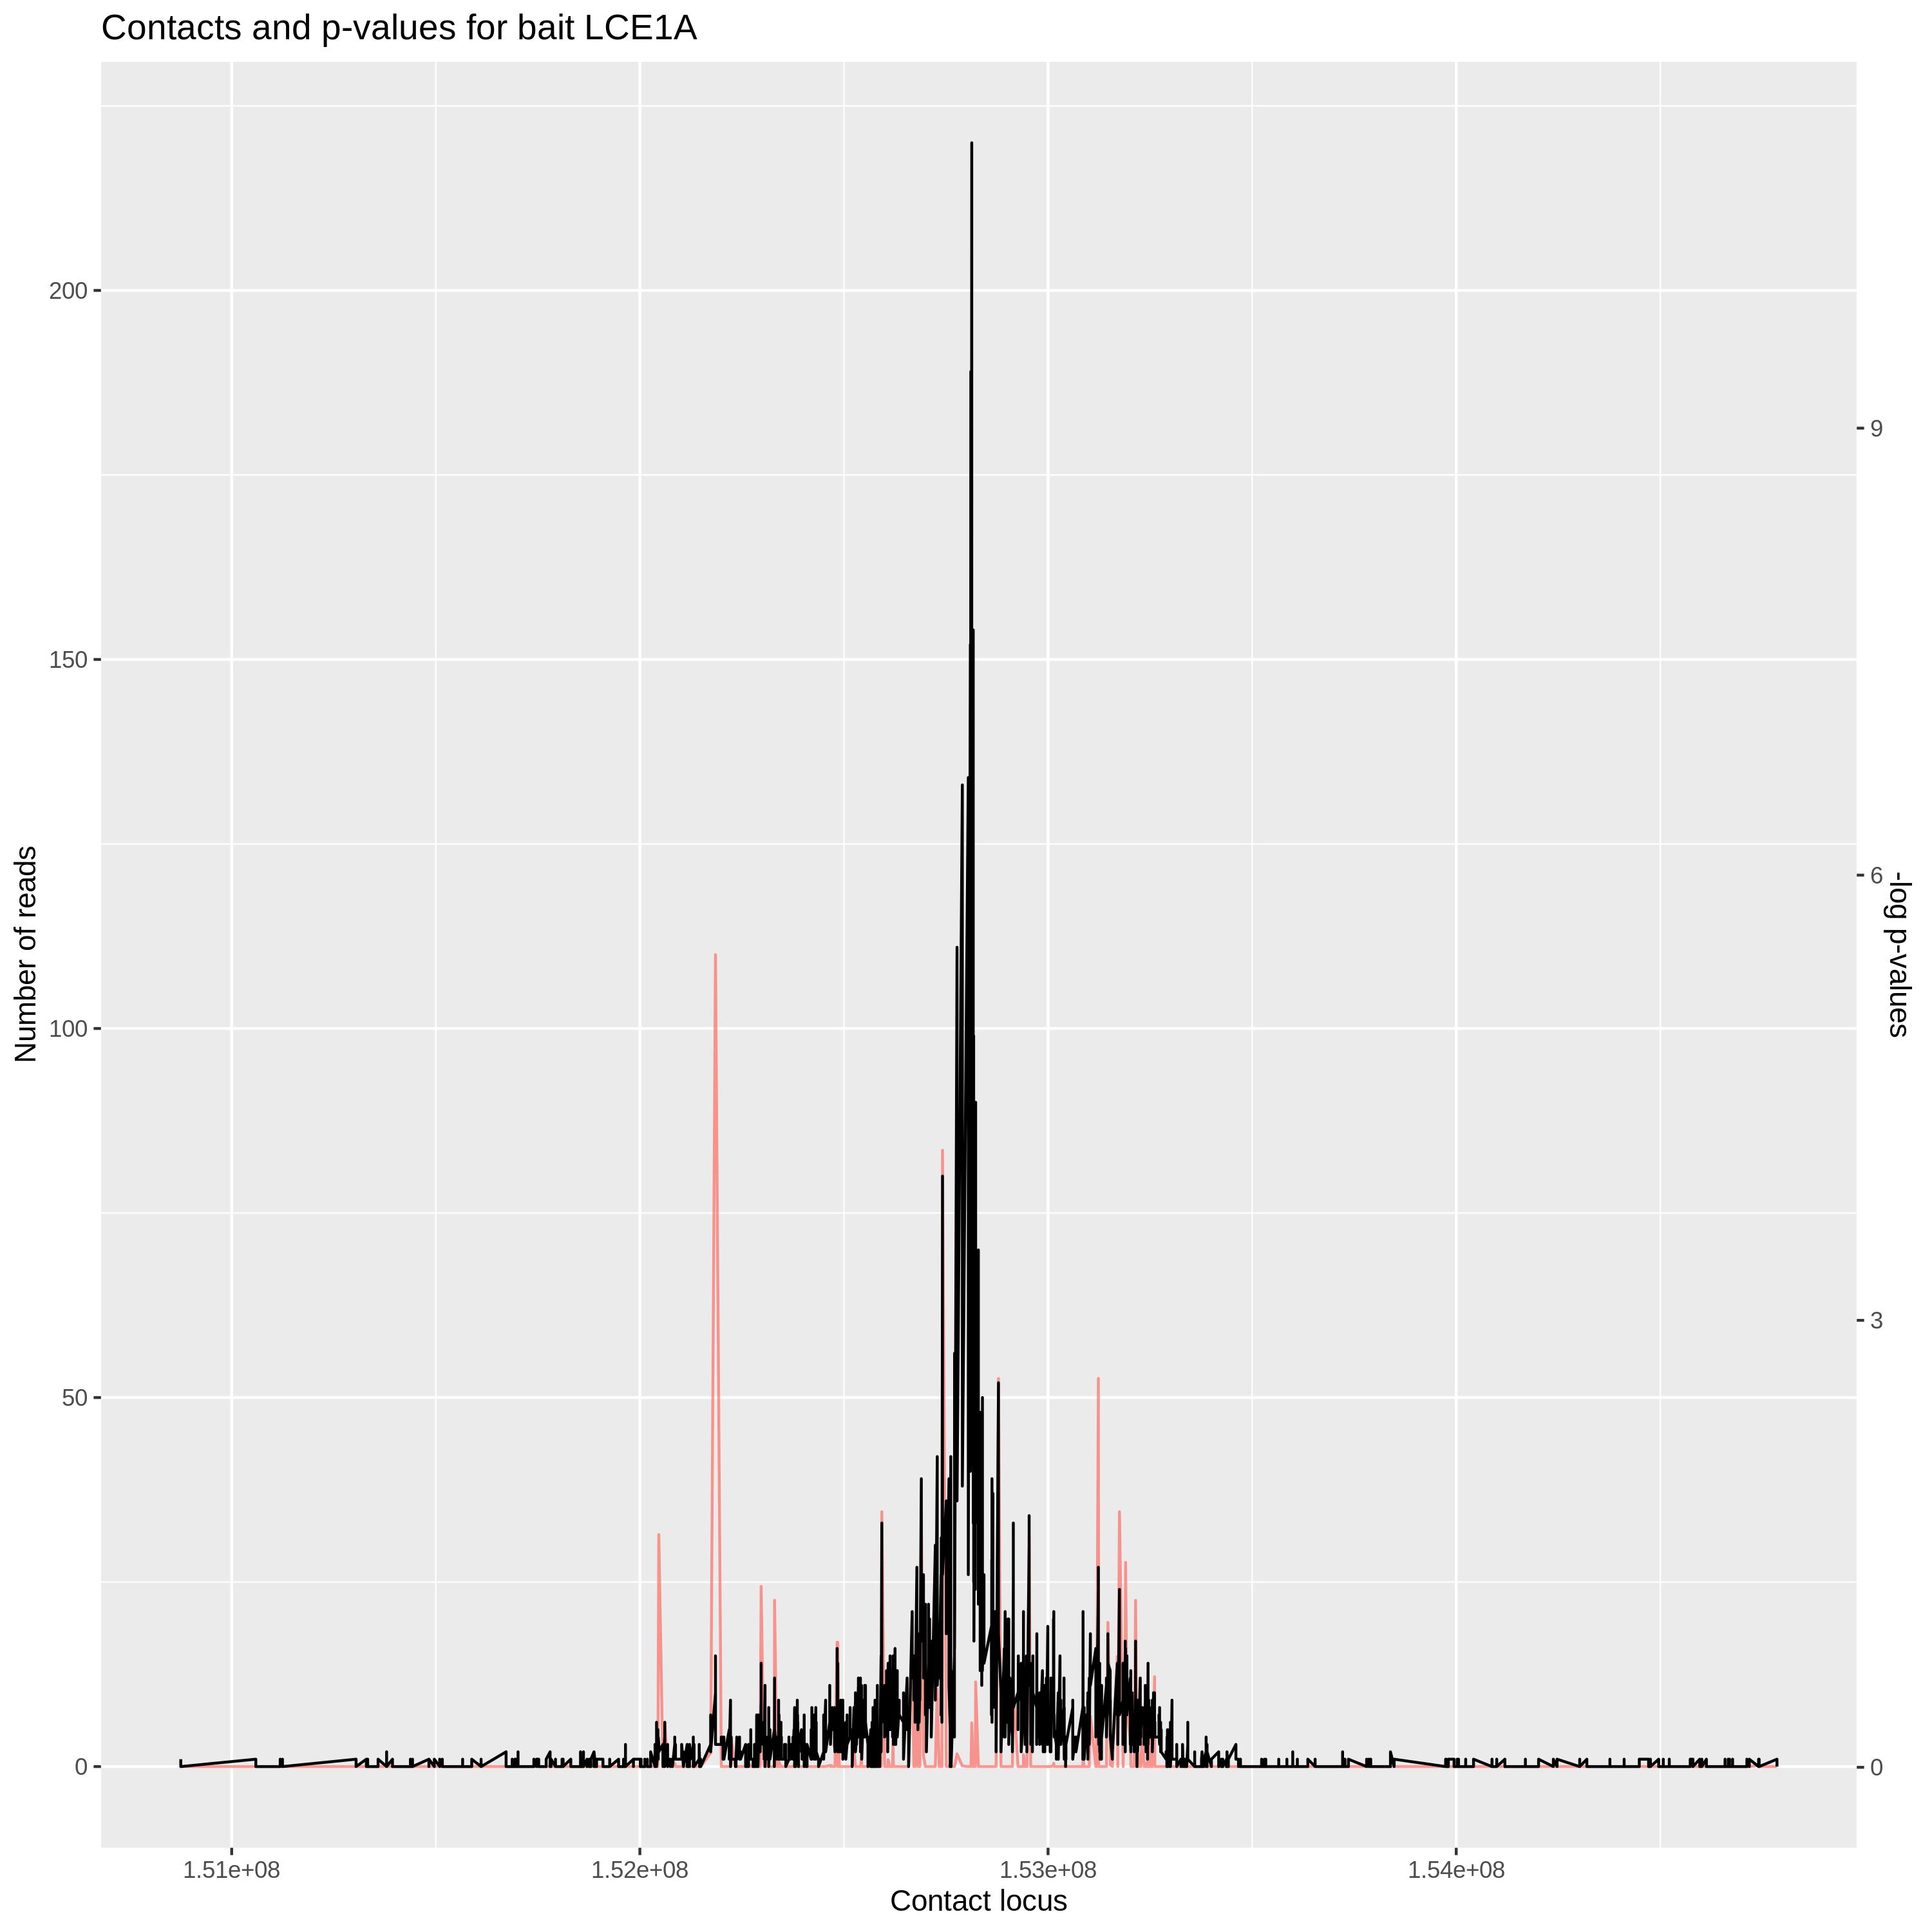 Contacts and p-values for bait LCE1A
200
150
100
50
0
9
6
3
0
Number of reads
-log p-values
1.51e+08
1.52e+08
1.53e+08
1.54e+08
Contact locus